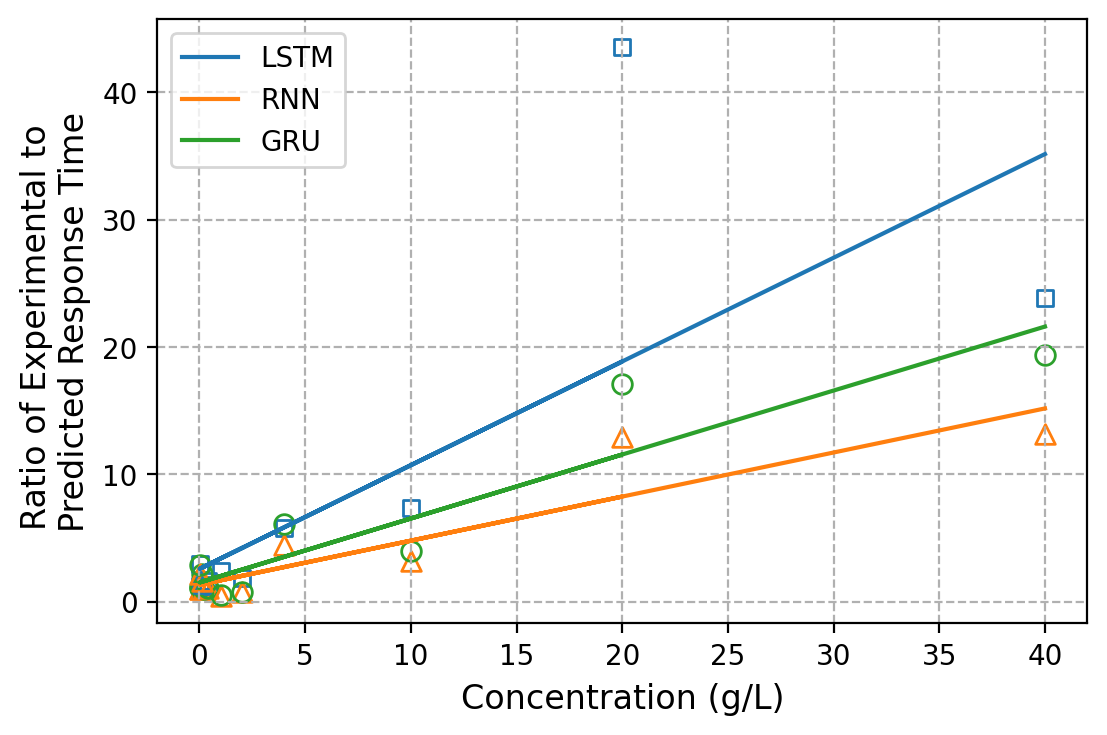 LSTM
RNN
GRU
Ratio of Experimental to
Predicted Response Time
40
30
20
10
0
0 5 10 15 20 25 30 35 40
Concentration (g/L)